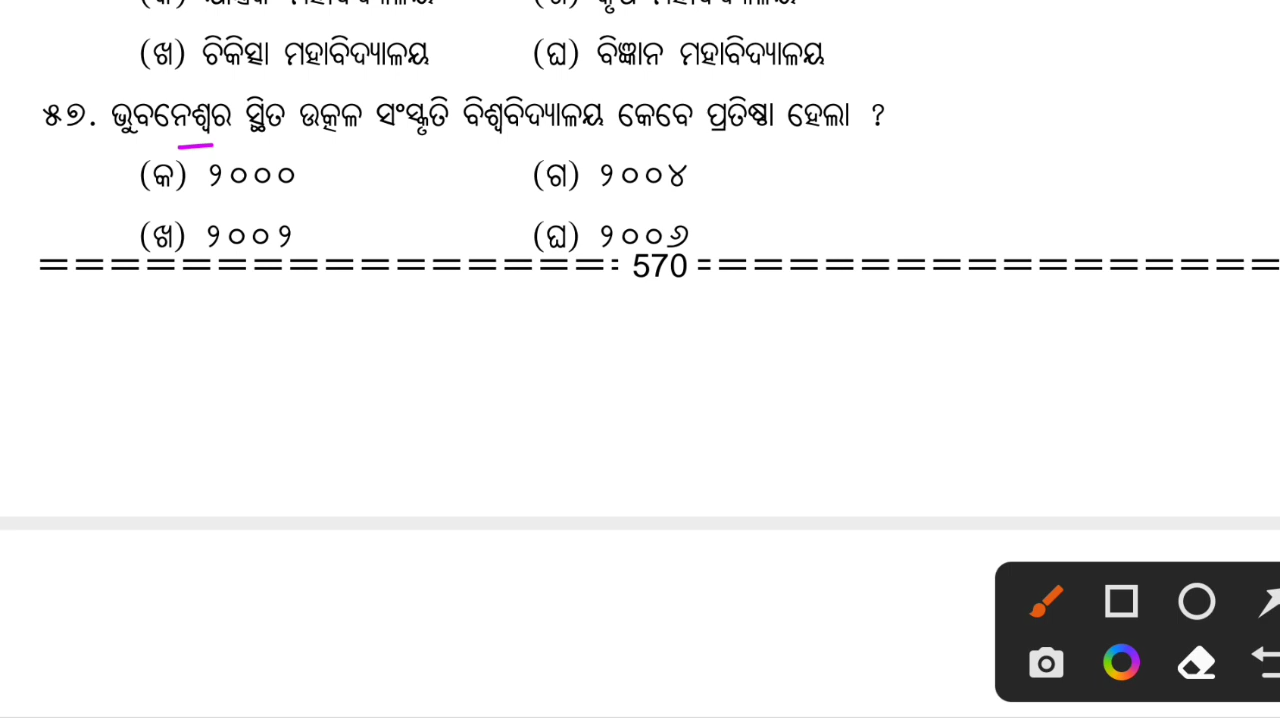 (ଖ) ଚିକିତ୍ସା ମହାବିଦ୍ୟାଳୟ (ଘ) ବିଜ୍ଞାନ ମହାବିଦ୍ୟାଳୟ
୫୭. ଭୁବନେଶ୍ୱର ସ୍ଥିତ ଉତ୍କଳ ସଂସ୍କୃତି ବିଶ୍ୱବିଦ୍ୟାଳୟ କେବେ ପ୍ରତିଷ୍ଠା ହେଲା ?
(କ) ୨୦୦୦ (ଗ) ୨୦୦୪
(ଖ) ୨୦୦୨ (ଘ) ୨୦୦୬
================: 570 =================